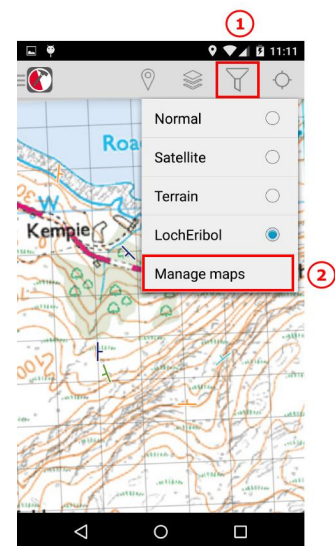 1
11:11
Normal
Satellite
Roa
Terrain
W
Kempie
LochEribol
Manage maps
2